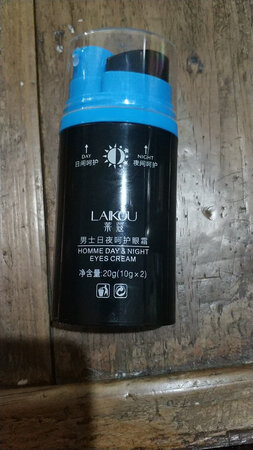 DAY
日间呵护
NIGHT
夜间呵护
LAIKOU
莱蔻
男士日夜呵护眼霜
HOMME DAY & NIGHT
EYES CREAM
净含量:20g(10g×2)